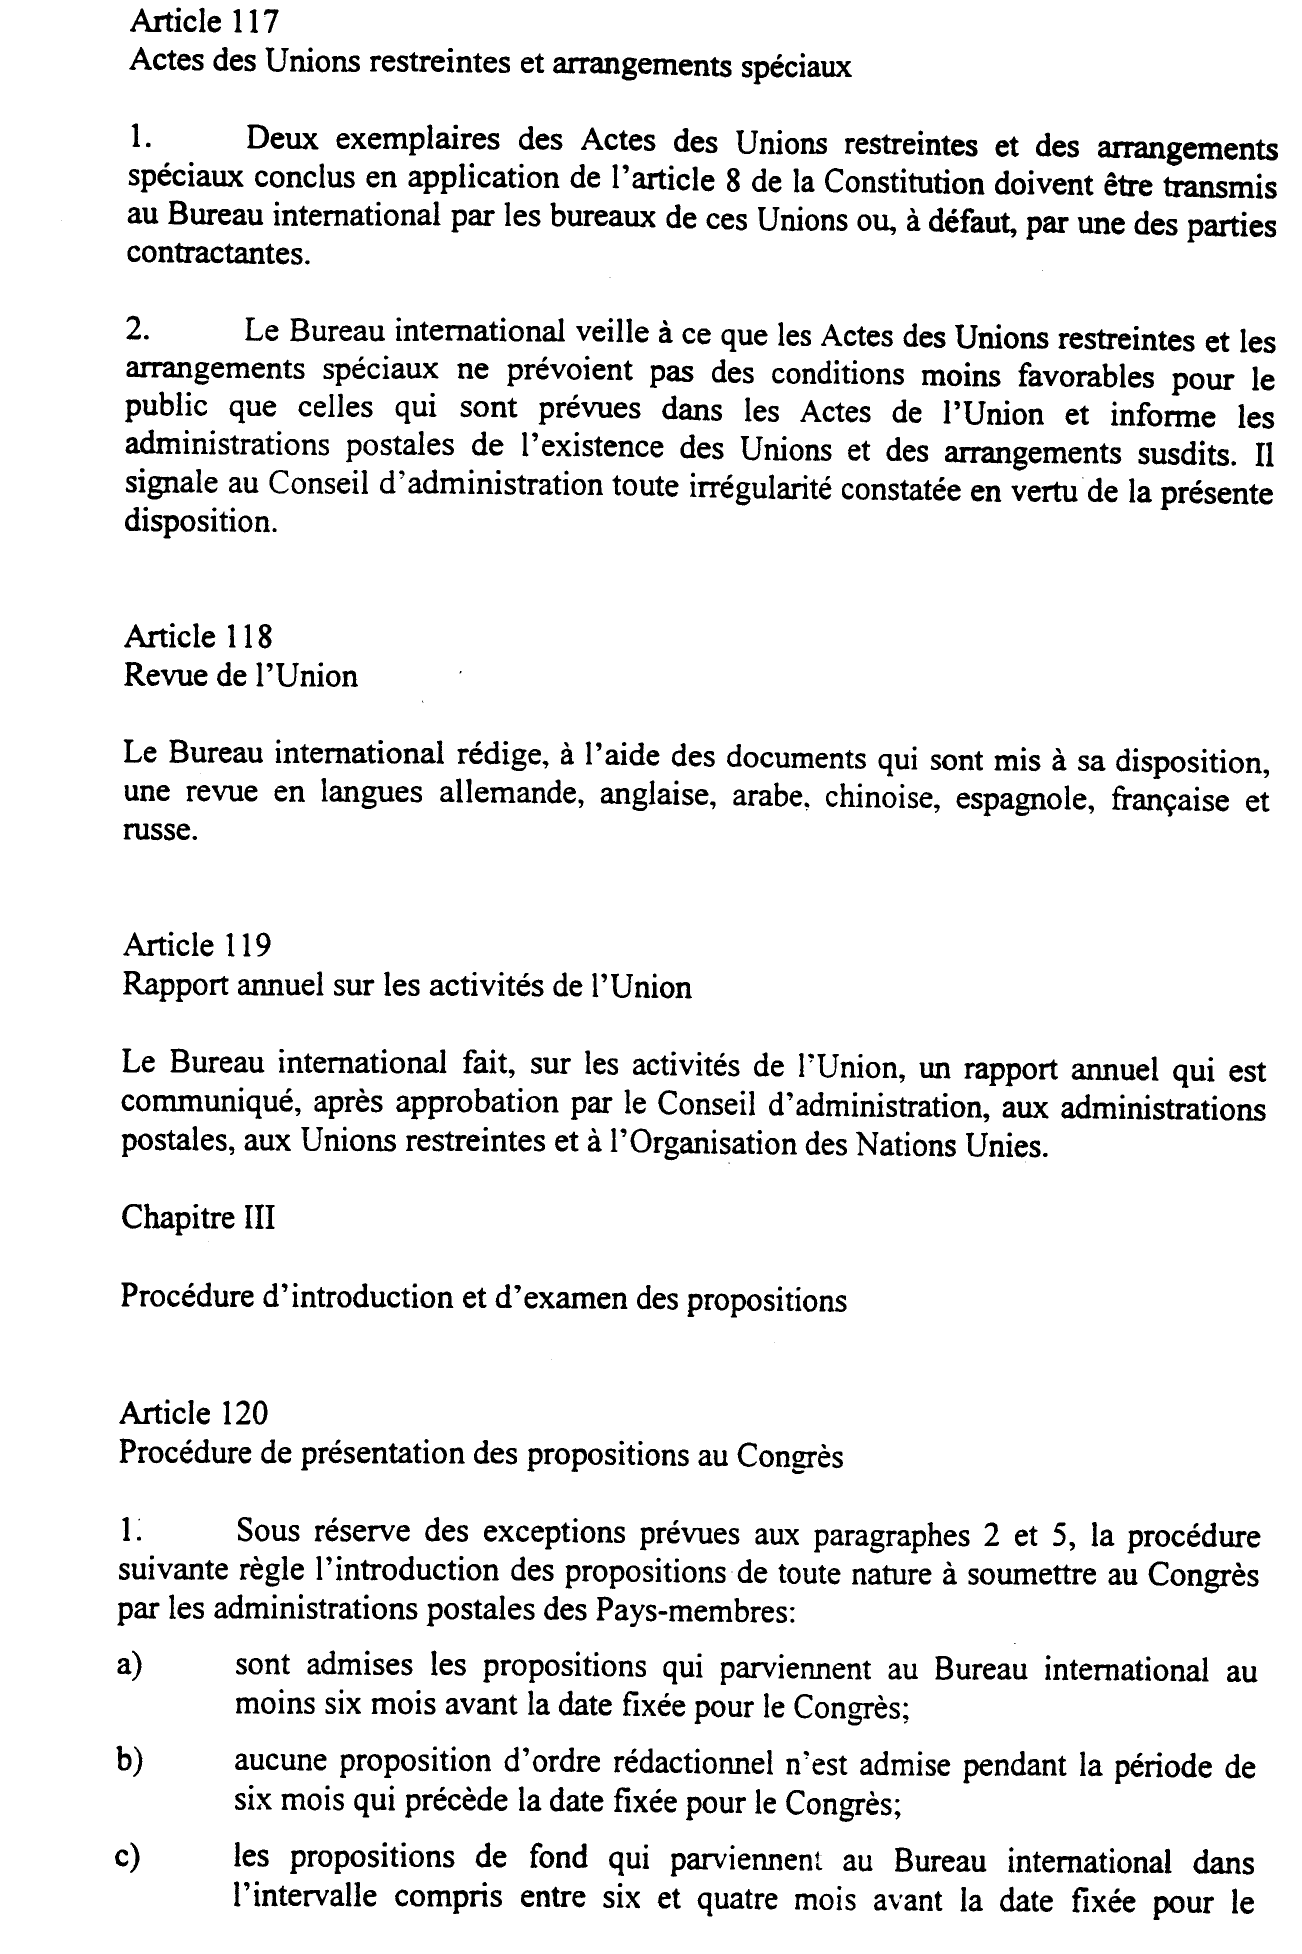 Article 117
Actes des Unions restreintes et arrangements spéciaux
1. Deux exemplaires des Actes des Unions restreintes et des arrangements
spéciaux conclus en application de l'article 8 de la Constitution doivent être transmis
au Bureau international par les bureaux de ces Unions ou, à défaut, par une des parties
contractantes.
2. Le Bureau international veille à ce que les Actes des Unions restreintes et les
arrangements spéciaux ne prévoient pas des conditions moins favorables pour le
public que celles qui sont prévues dans les Actes de l'Union et informe les
administrations postales de l'existence des Unions et des arrangements susdits. Il
signale au Conseil d'administration toute irrégularité constatée en vertu de la présente
disposition.
Article 118
Revue de l'Union
Le Bureau international rédige, à l'aide des documents qui sont mis à sa disposition,
une revue en langues allemande, anglaise, arabe, chinoise, espagnole, française et
russe.
Article 119
Rapport annuel sur les activités de l'Union
Le Bureau international fait, sur les activités de l'Union, un rapport annuel qui est
communiqué, après approbation par le Conseil d'administration, aux administrations
postales, aux Unions restreintes et à l'Organisation des Nations Unies.
Chapitre III
Procédure d'introduction et d'examen des propositions
Article 120
Procédure de présentation des propositions au Congrès
1. Sous réserve des exceptions prévues aux paragraphes 2 et 5, la procédure
suivante règle l'introduction des propositions de toute nature à soumettre au Congrès
par les administrations postales des Pays-membres:
a) sont admises les propositions qui parviennent au Bureau international au
moins six mois avant la date fixée pour le Congrès;
b) aucune proposition d'ordre rédactionnel n'est admise pendant la période de
six mois qui précède la date fixée pour le Congrès;
c) les propositions de fond qui parviennent au Bureau international dans
l'intervalle compris entre six et quatre mois avant la date fixée pour le